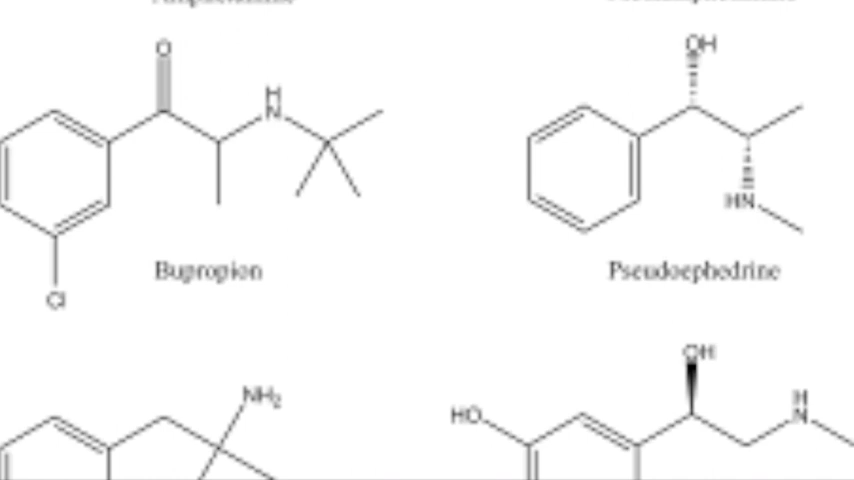 O
H
N
OH
HN
Bupropion
Pseudoephedrine
Cl
OH
NH2
HO
H
N